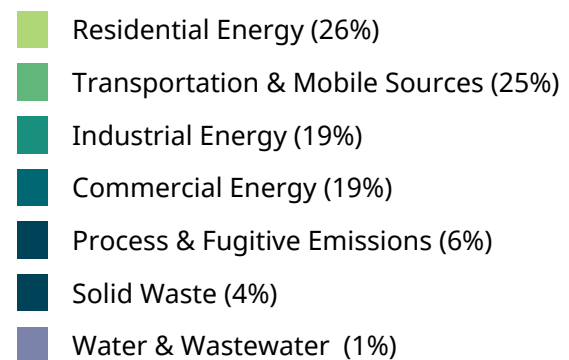 Residential Energy (26%)
Transportation & Mobile Sources (25%)
Industrial Energy (19%)
Commercial Energy (19%)
Process & Fugitive Emissions (6%)
Solid Waste (4%)
Water & Wastewater (1%)